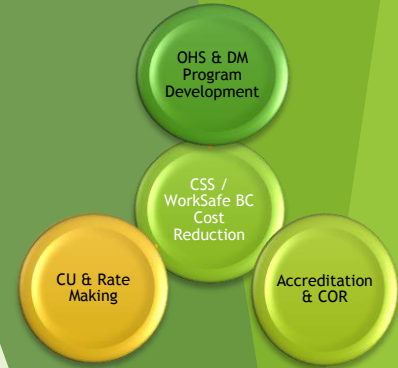 OHS & DM
Program
Development
CSS /
WorkSafe BC
Cost
Reduction
CU & Rate
Making
Accreditation
& COR